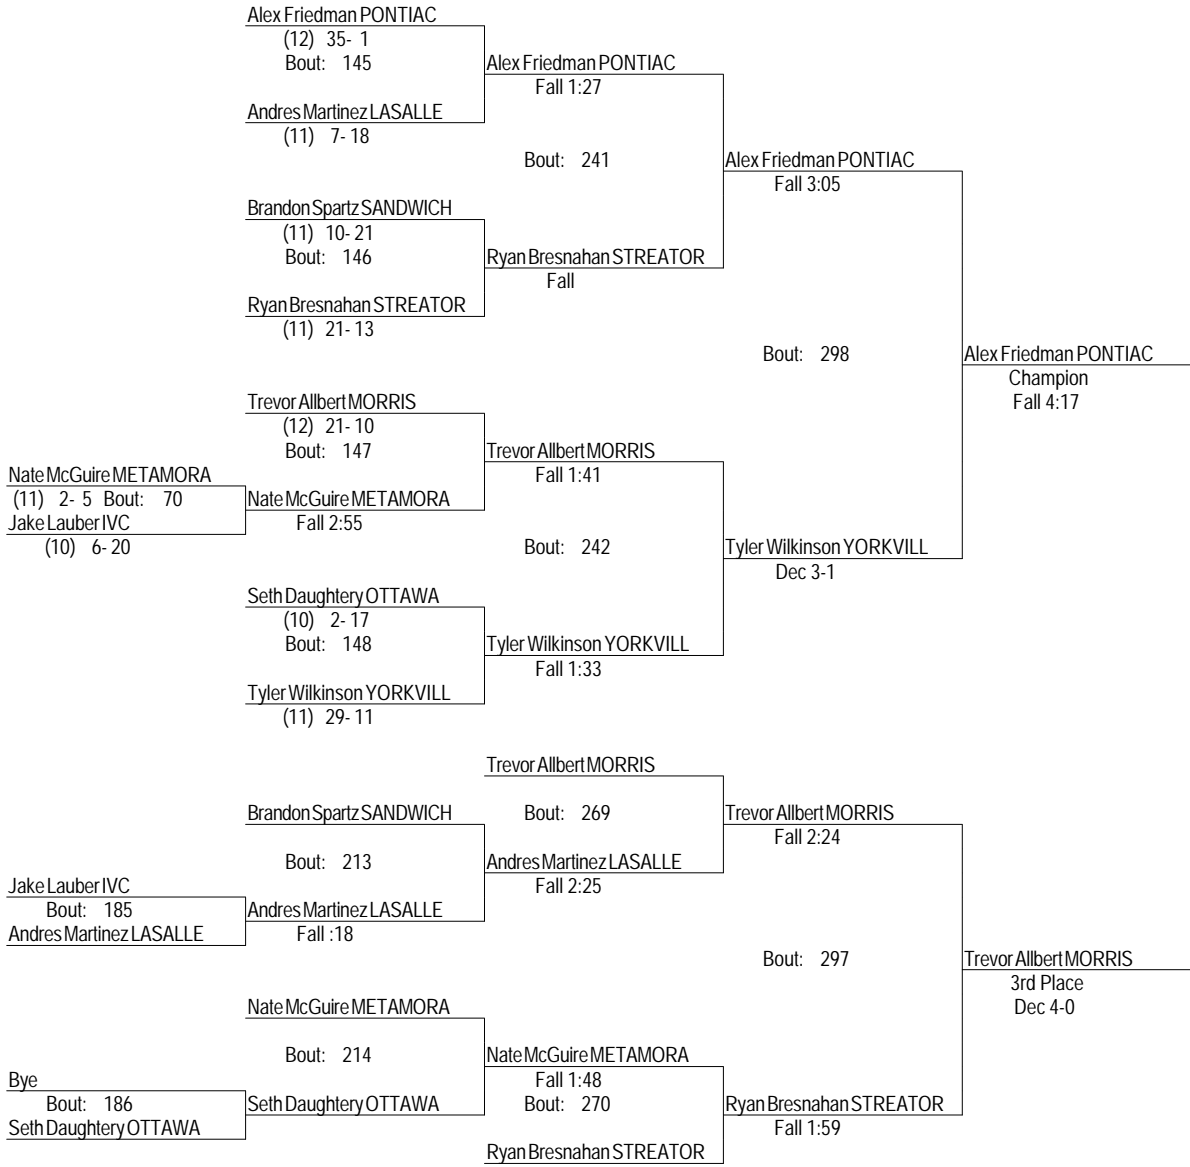 Alex Friedman PONTIAC
(12) 35- 1
Bout: 145
Alex Friedman PONTIAC
Fall 1:27
Andres Martinez LASALLE
(11) 7- 18
Bout: 241
Alex Friedman PONTIAC
Fall 3:05
Brandon Spartz SANDWICH
(11) 10- 21
Bout: 146
Ryan Bresnahan STREATOR
Fall
Ryan Bresnahan STREATOR
(11) 21- 13
Bout: 298
Alex Friedman PONTIAC
Champion
Fall 4:17
Trevor Allbert MORRIS
(12) 21- 10
Bout: 147
Trevor Allbert MORRIS
Fall 1:41
Nate McGuire METAMORA
(11) 2- 5 Bout: 70
Nate McGuire METAMORA
Fall 2:55
Jake Lauber IVC
(10) 6- 20
Bout: 242
Tyler Wilkinson YORKVILL
Dec 3-1
Seth Daughtery OTTAWA
(10) 2- 17
Bout: 148
Tyler Wilkinson YORKVILL
Fall 1:33
Tyler Wilkinson YORKVILL
(11) 29- 11
Trevor Allbert MORRIS
Brandon Spartz SANDWICH
Bout: 269
Trevor Allbert MORRIS
Fall 2:24
Bout: 213
Andres Martinez LASALLE
Fall 2:25
Jake Lauber IVC
Bout: 185
Andres Martinez LASALLE
Andres Martinez LASALLE
Fall :18
Bout: 297
Trevor Allbert MORRIS
3rd Place
Dec 4-0
Nate McGuire METAMORA
Bout: 214
Nate McGuire METAMORA
Fall 1:48
Bye
Bout: 186
Seth Daughtery OTTAWA
Seth Daughtery OTTAWA
Bout: 270
Ryan Bresnahan STREATOR
Fall 1:59
Ryan Bresnahan STREATOR